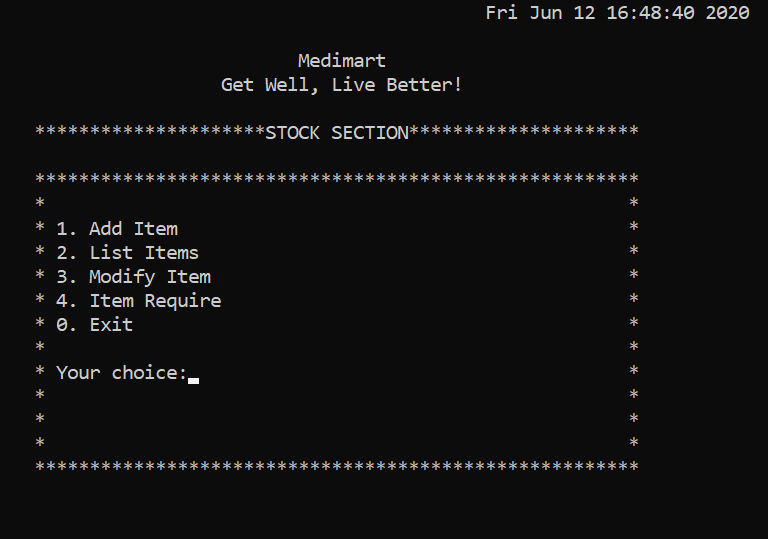 Fri Jun 12 16:48:40 2020
Medimart
Get Well, Live Better!
*********************STOCK SECTION*********************
*******************************************************
* *
* 1. Add Item *
* 2. List Items *
* 3. Modify Item *
* 4. Item Require *
* 0. Exit *
* *
* Your choice:_ *
* *
* *
* *
*******************************************************